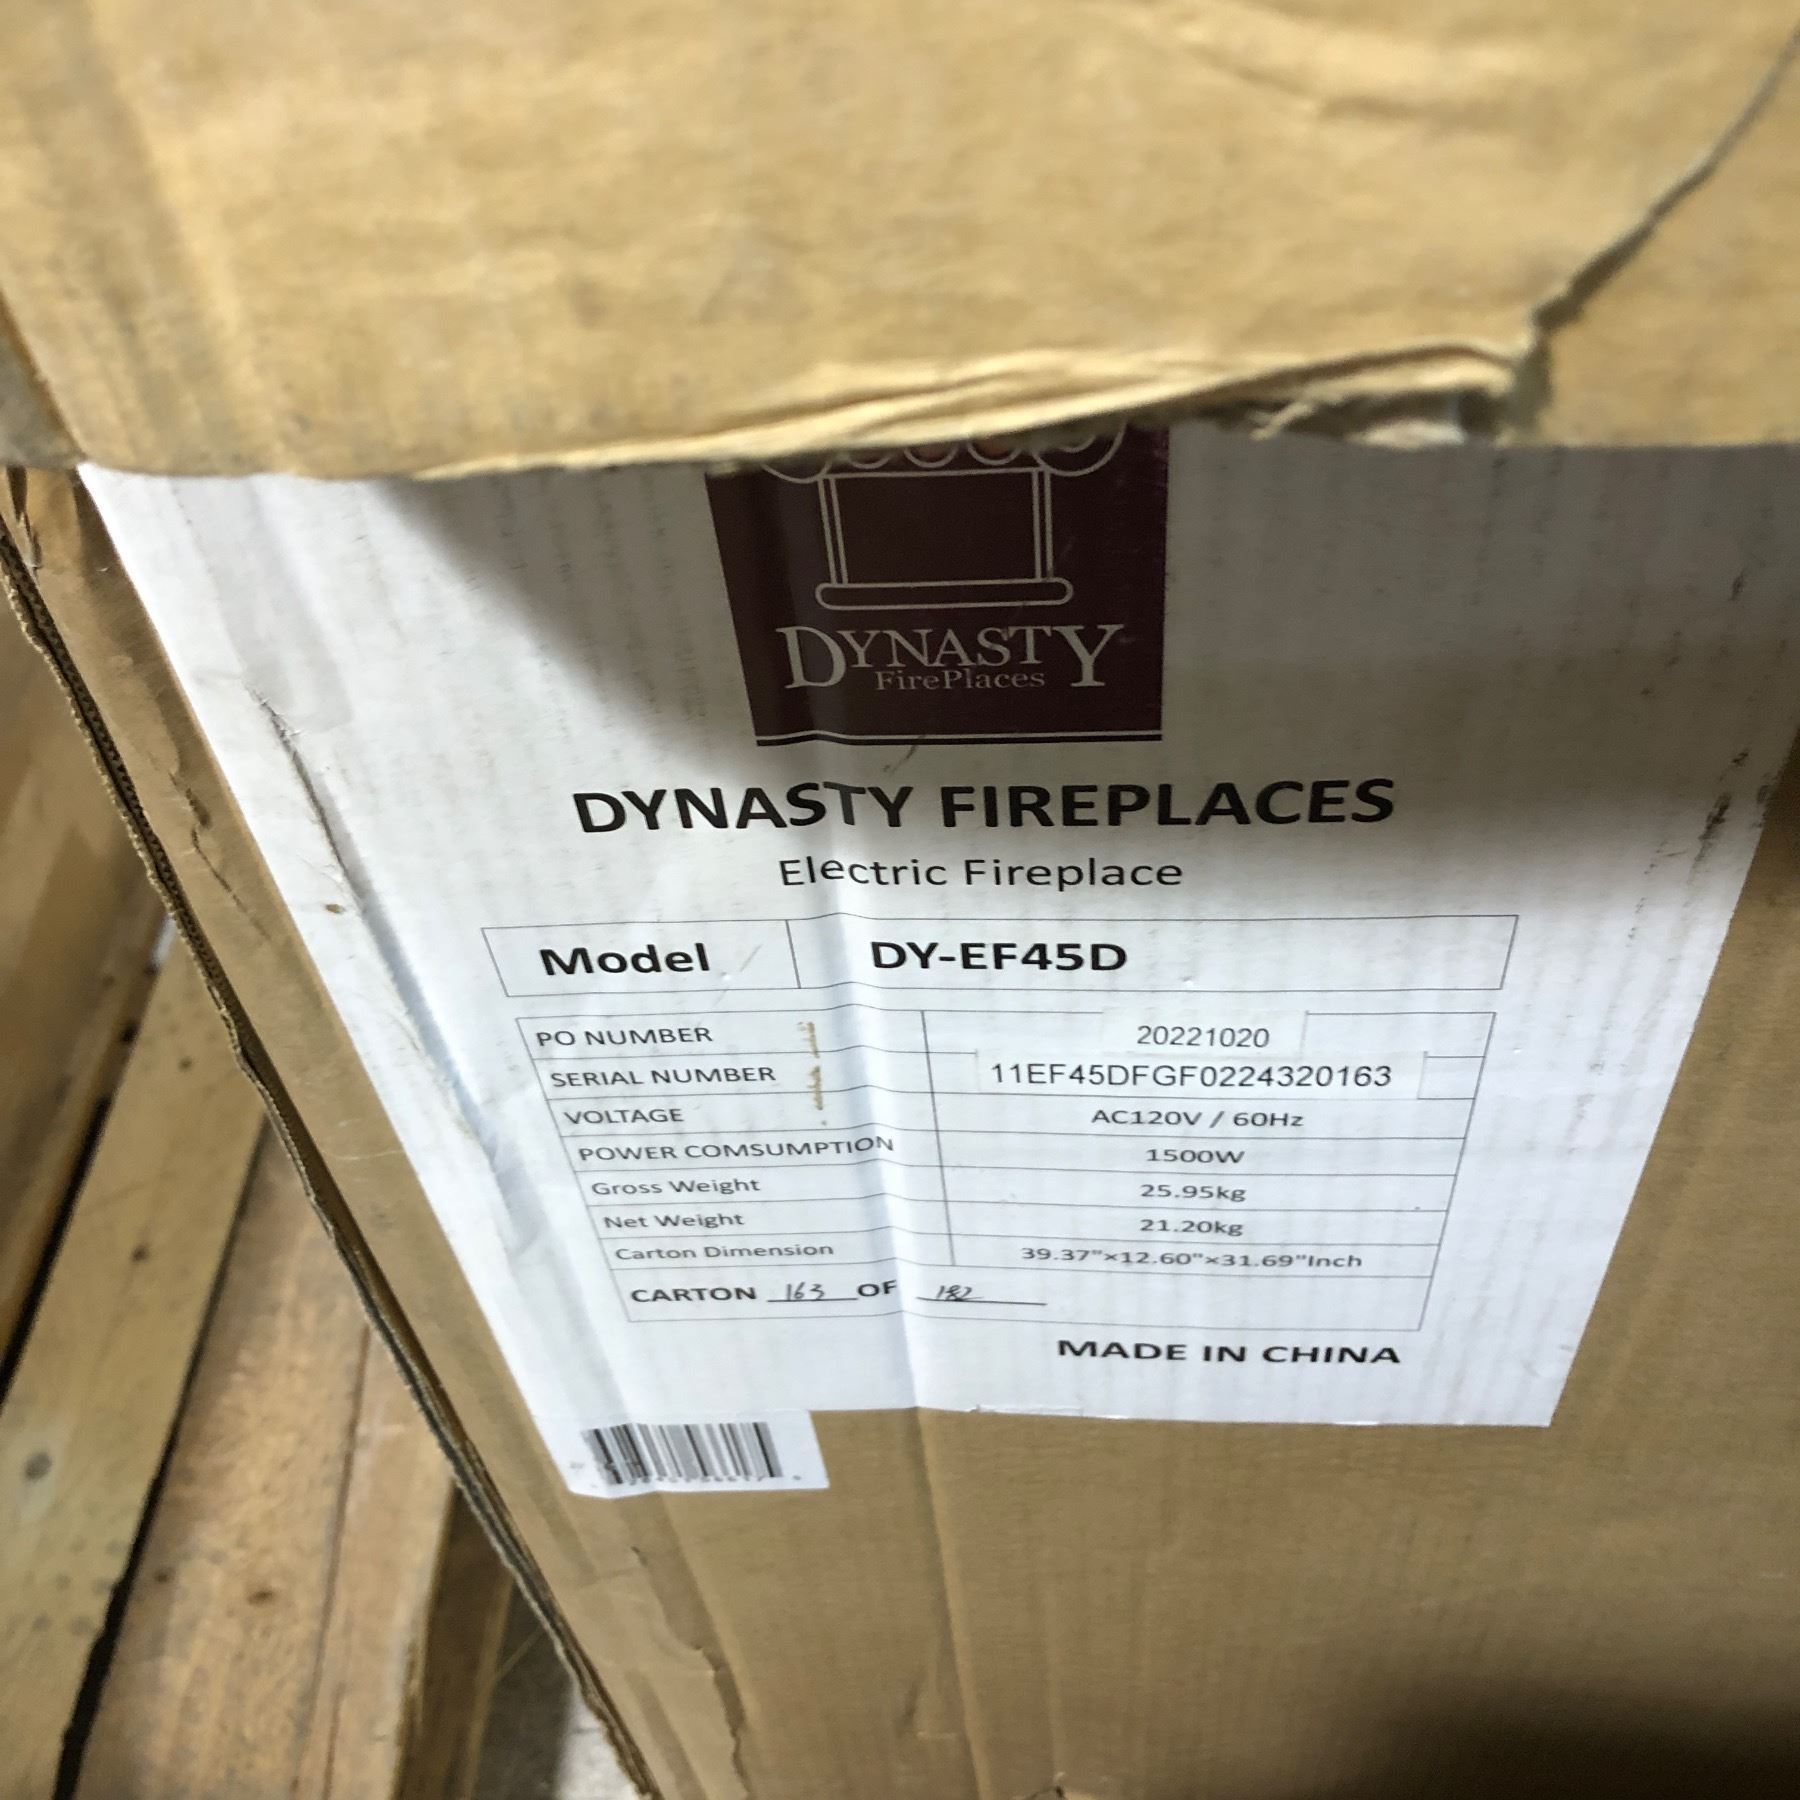 DYNASTY
FirePlaces
DYNASTY FIREPLACES
Electric Fireplace
Model DY-EF45D
PO NUMBER 20221020
SERIAL NUMBER 11EF45DFGF0224320163
VOLTAGE AC120V / 60Hz
POWER COMSUMPTION 1500W
Gross Weight 25.95kg
Net Weight 21.20kg
Carton Dimension 39.37"×12.60"×31.69"Inch
CARTON 163 OF 182
MADE IN CHINA